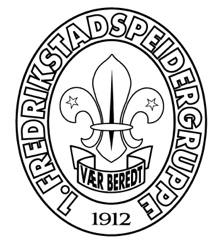 1. FREDRIKSTADSPEIDERGRUPPE
VÆR BEREDT
1912